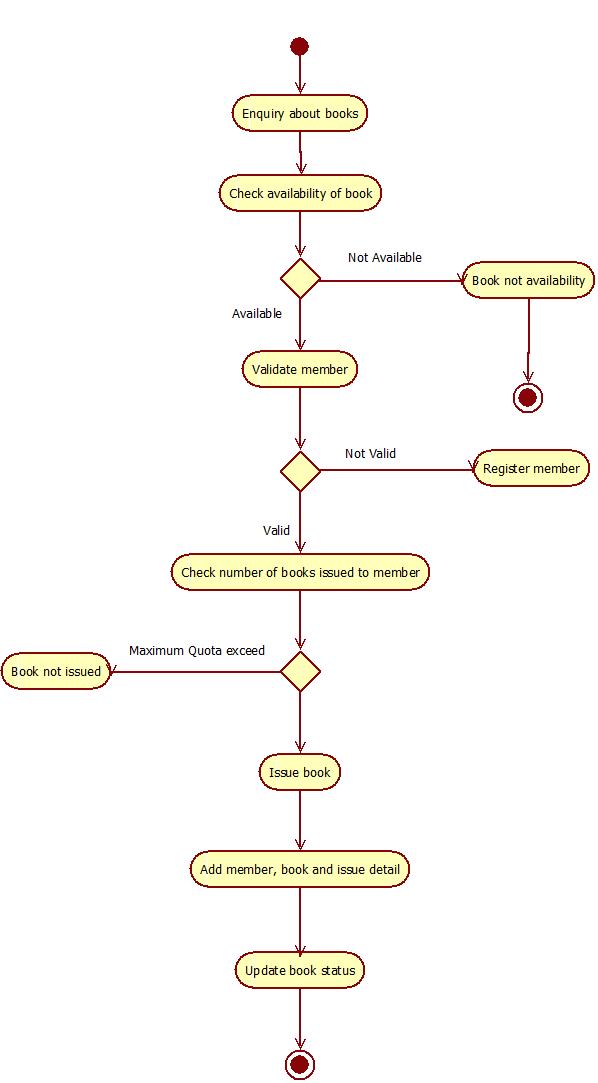 Enquiry about books
Check availability of book
Not Available
Book not availability
Available
Validate member
Not Valid
Register member
Valid
Check number of books issued to member
Maximum Quota exceed
Book not issued
Issue book
Add member, book and issue detail
Update book status